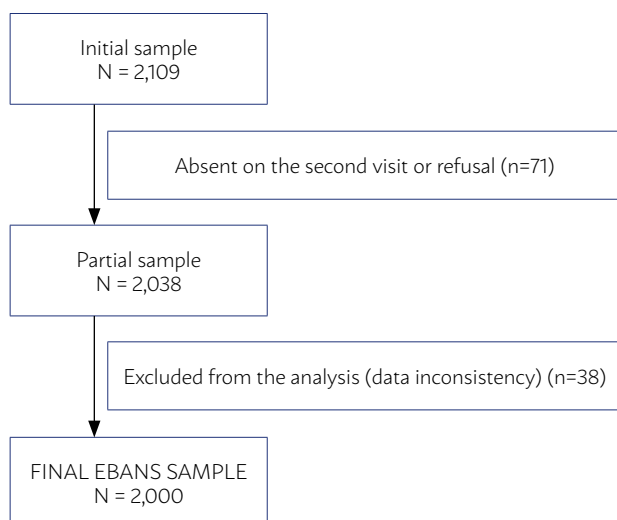 Initial sample
N = 2,109
Absent on the second visit or refusal (n=71)
Partial sample
N = 2,038
Excluded from the analysis (data inconsistency) (n=38)
FINAL EBANS SAMPLE
N = 2,000